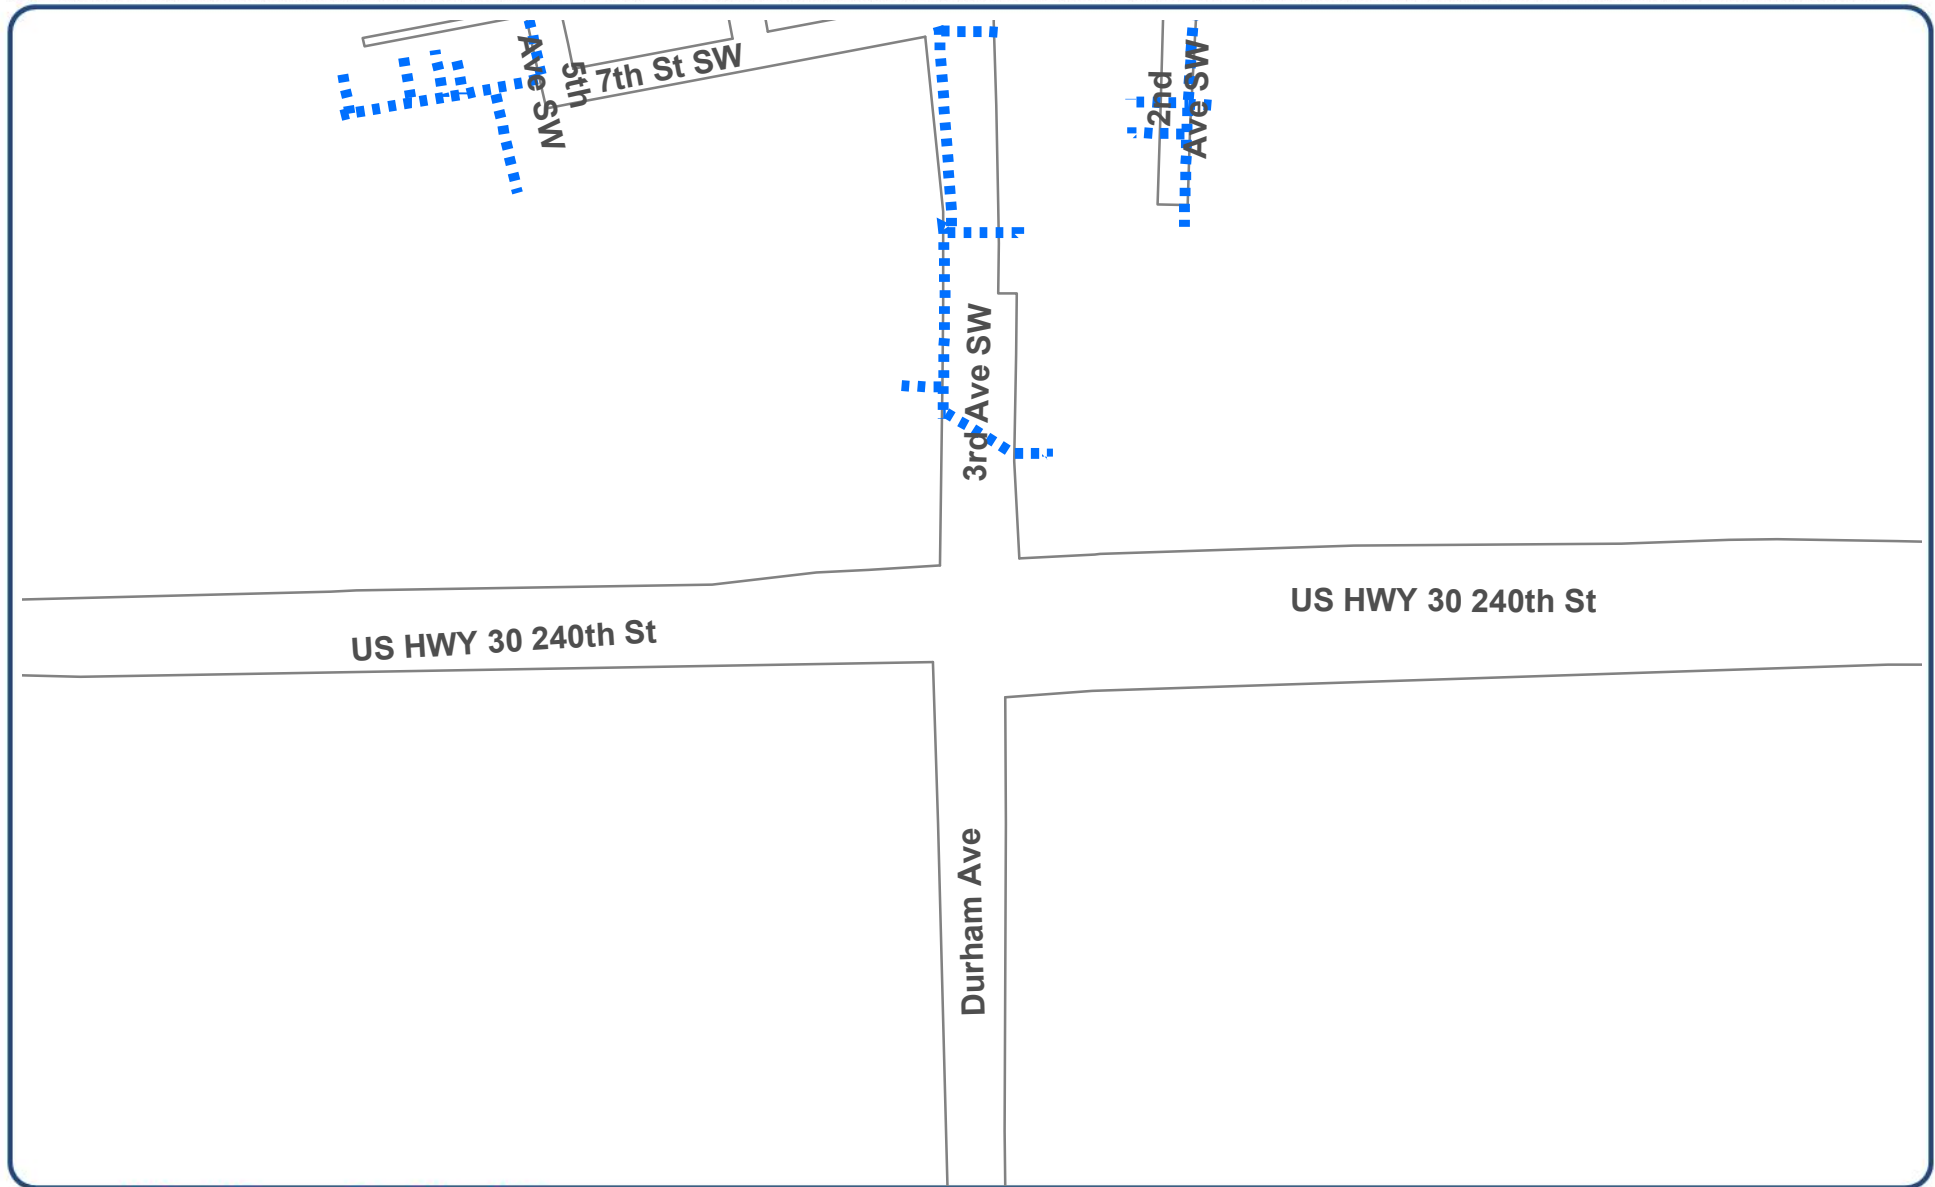 5th
Ave SW
7th St SW
2nd
Ave SW
3rd Ave SW
US HWY 30 240th St
US HWY 30 240th St
Durham Ave